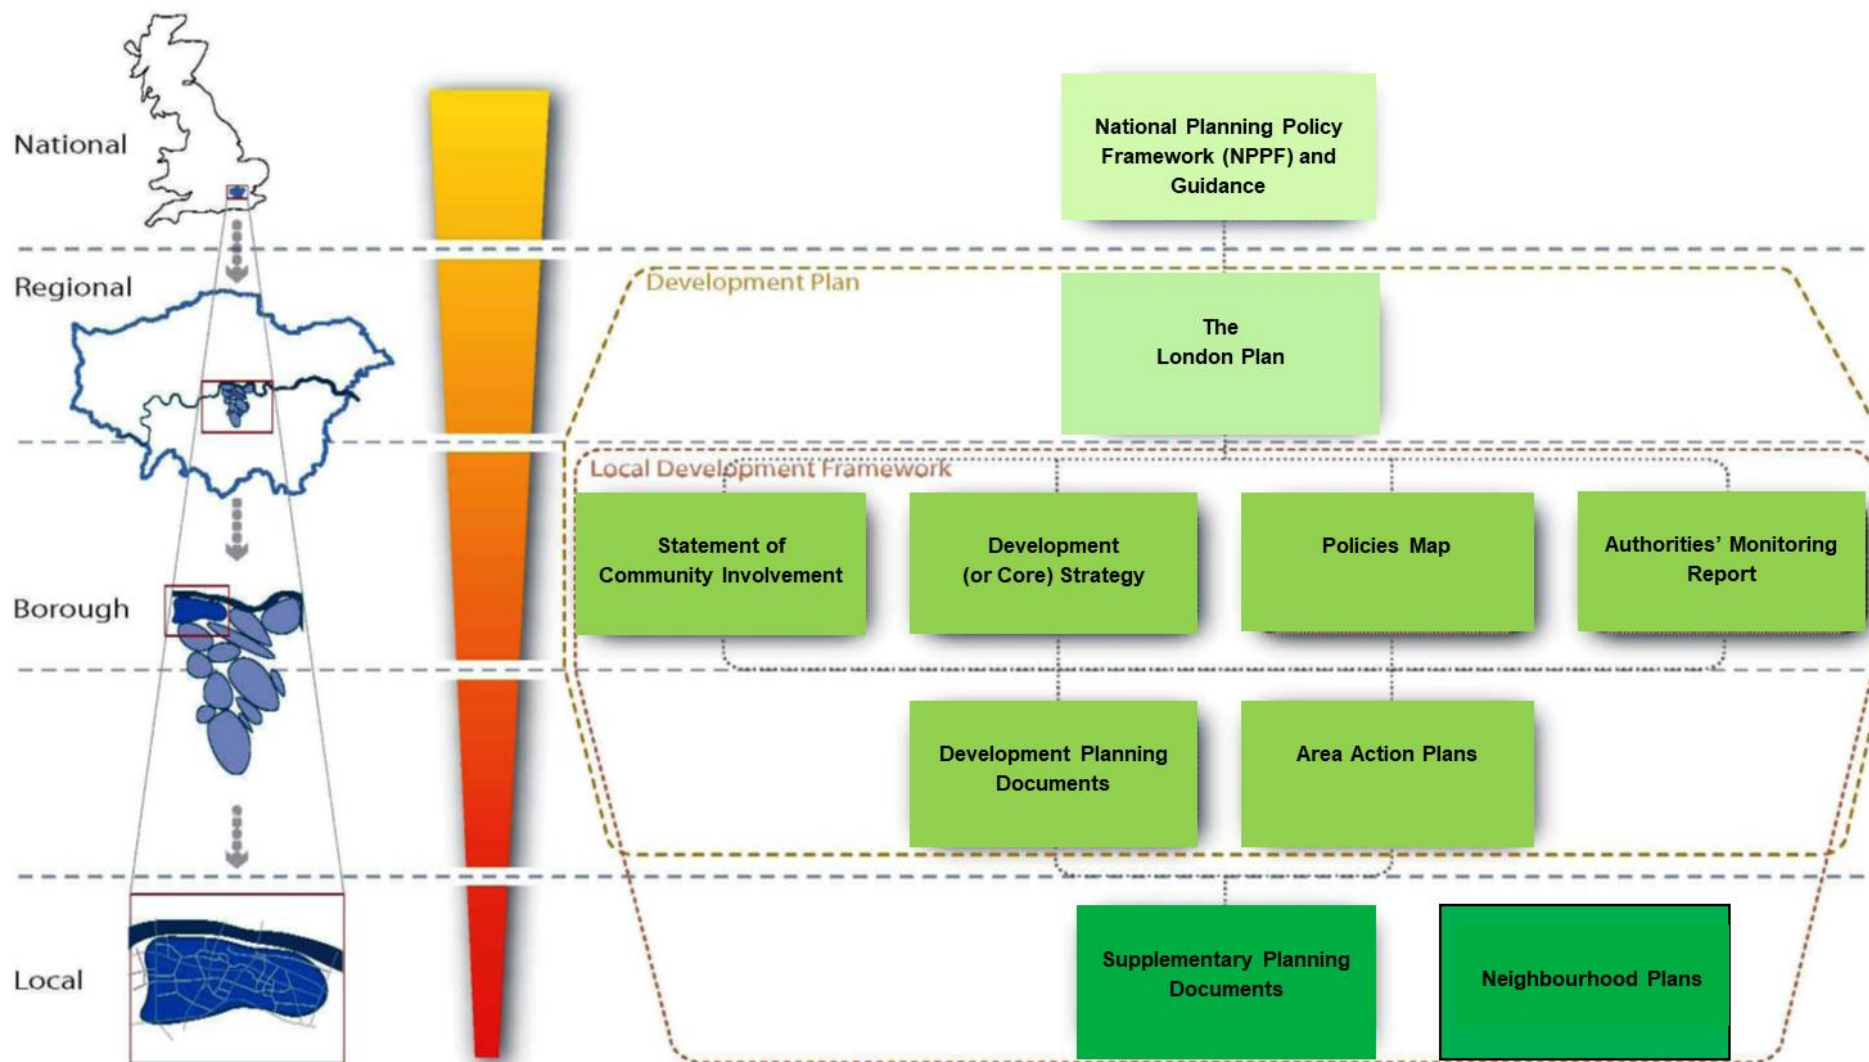 National
National Planning Policy
Framework (NPPF) and
Guidance
Regional
Development Plan
The
London Plan
Local Development Framework
Statement of
Community Involvement
Development
(or Core) Strategy
Policies Map
Authorities’ Monitoring
Report
Borough
Development Planning
Documents
Area Action Plans
Local
Supplementary Planning
Documents
Neighbourhood Plans